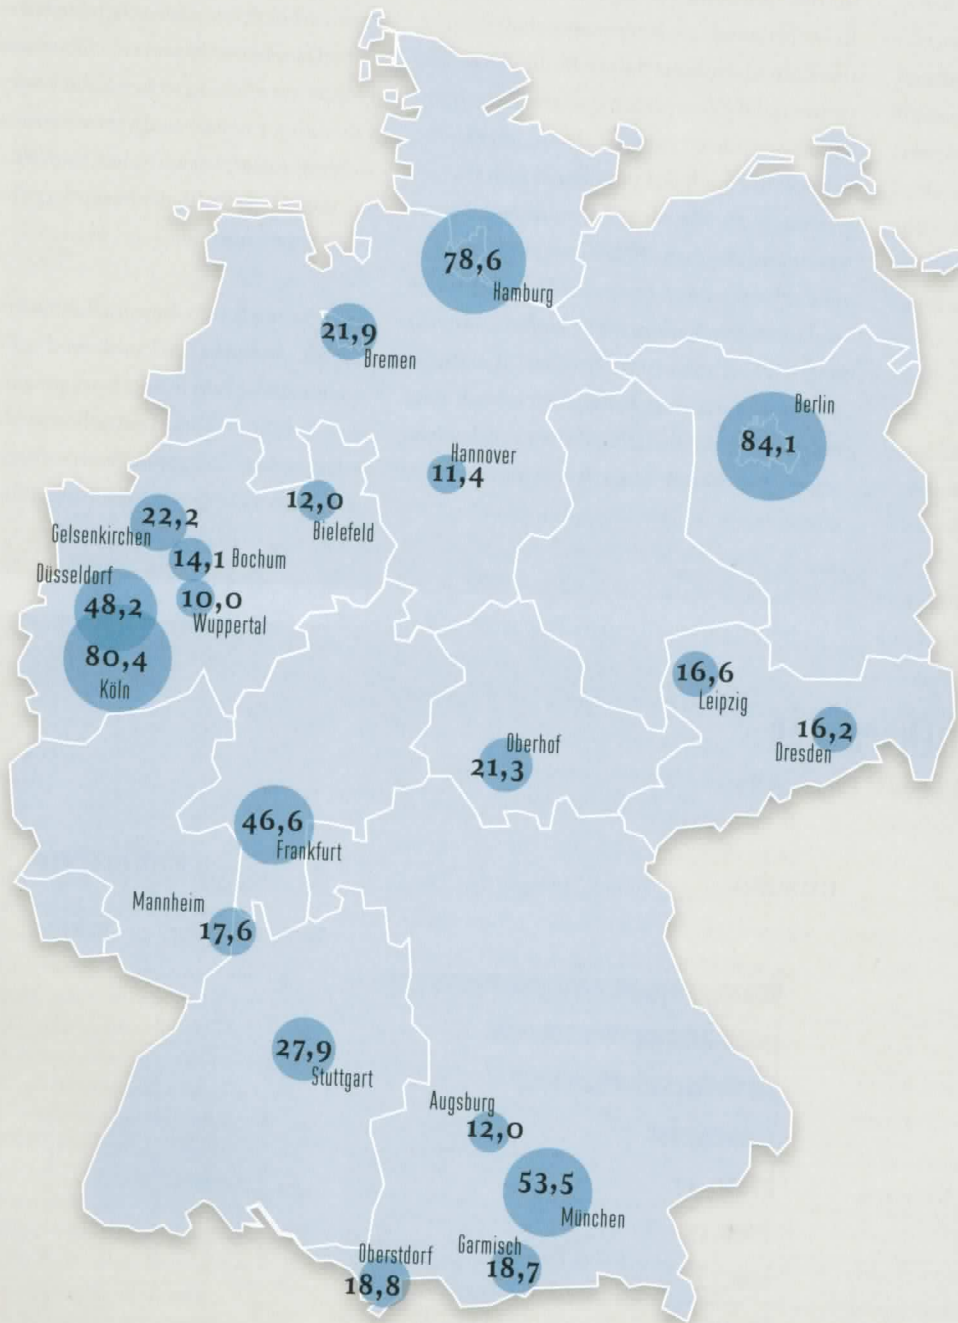 78,6
Hamburg
21,9
Bremen
Berlin
84,1
Hannover
11,4
12,0
Bielefeld
22,2
Gelsenkirchen
14,1 Bochum
Düsseldorf
48,2
10,0
Wuppertal
80,4
Köln
16,6
Leipzig
16,2
Dresden
Oberhof
21,3
46,6
Frankfurt
Mannheim
17,6
27,9
Stuttgart
Augsburg
12,0
53,5
München
Garmisch
18,7
Oberstdorf
18,8